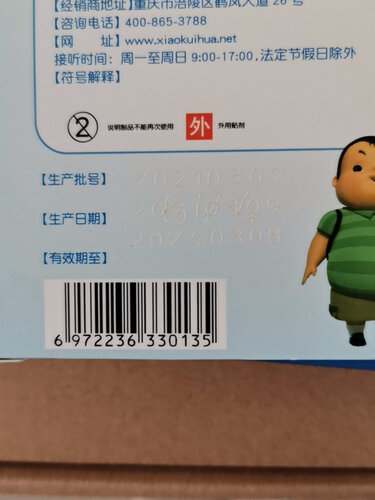 【经销商地址】重庆市涪陵区鹤凤大道26号
【咨询电话】400-865-3788
【网 址】www.xiaokuihua.net
接听时间:周一至周日9:00-17:00,法定节假日除外
【符号解释】
2 说明制品不能再次使用 外 外用贴剂
【生产批号】 20210302
【生产日期】
20240308
【有效期至】
6 972236 330135